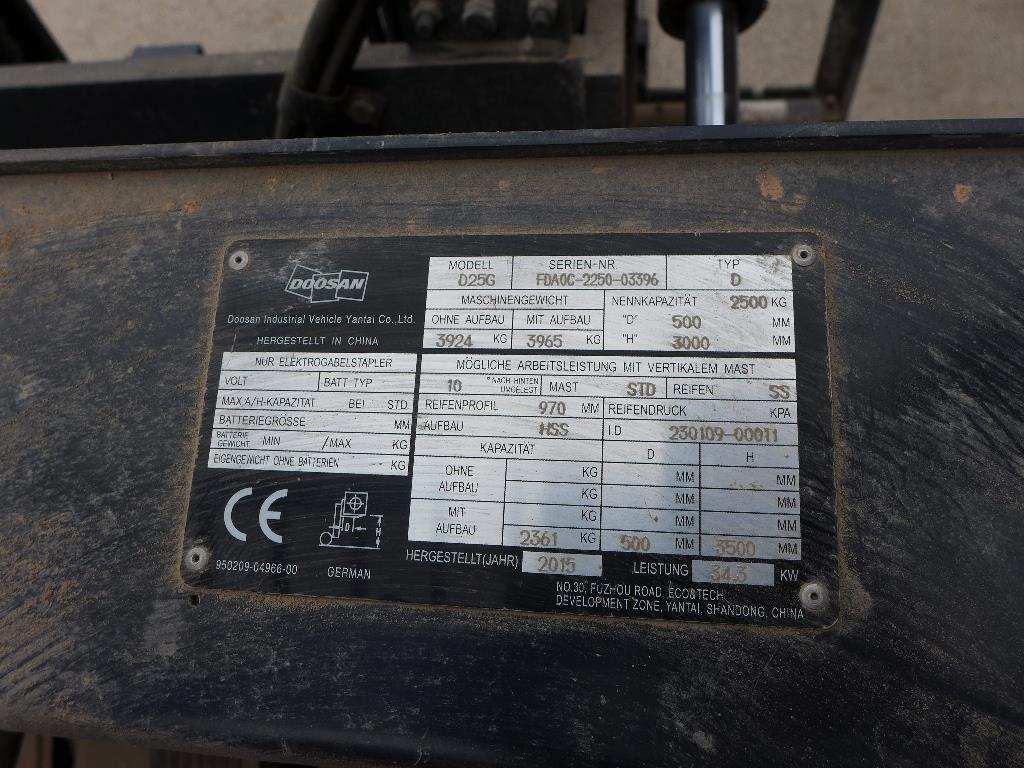 DOOSAN
Doosan Industrial Vehicle Yantai Co., Ltd.
HERGESTELLT IN CHINA
NUR ELEKTROGABELSTAPLER
VOLT BATT TYP
MAX.A/H-KAPAZITAT BEI STD
BATTERIEGRÖSSE MM
BATTERIE GEWICHT MIN /MAX KG
EIGENGEWICHT OHNE BATTERIEN KG
CE
D H
950209-04966-00 GERMAN
MODELL SERIEN-NR TYP
D25G FDA0C-2250-03396 D
MASCHINENGEWICHT NENNKAPAZITÄT 2500 KG
OHNE AUFBAU MIT AUFBAU "D" 500 MM
3924 KG 3965 KG "H" 3000 MM
MÖGLICHE ARBEITSLEISTUNG MIT VERTIKALEM MAST
10 °NACH HINTEN UMGELEGT MAST STD REIFEN SS
REIFENPROFIL 970 MM REIFENDRUCK KPA
AUFBAU HSS I.D 230109-00011
KAPAZITÄT D H
OHNE AUFBAU KG MM MM
KG MM MM
MIT AUFBAU KG MM MM
2361 KG 500 MM 3500 MM
HERGESTELLT(JAHR) 2015 LEISTUNG 34.3 KW
NO.30, FUZHOU ROAD, ECO&TECH
DEVELOPMENT ZONE, YANTAI, SHANDONG, CHINA